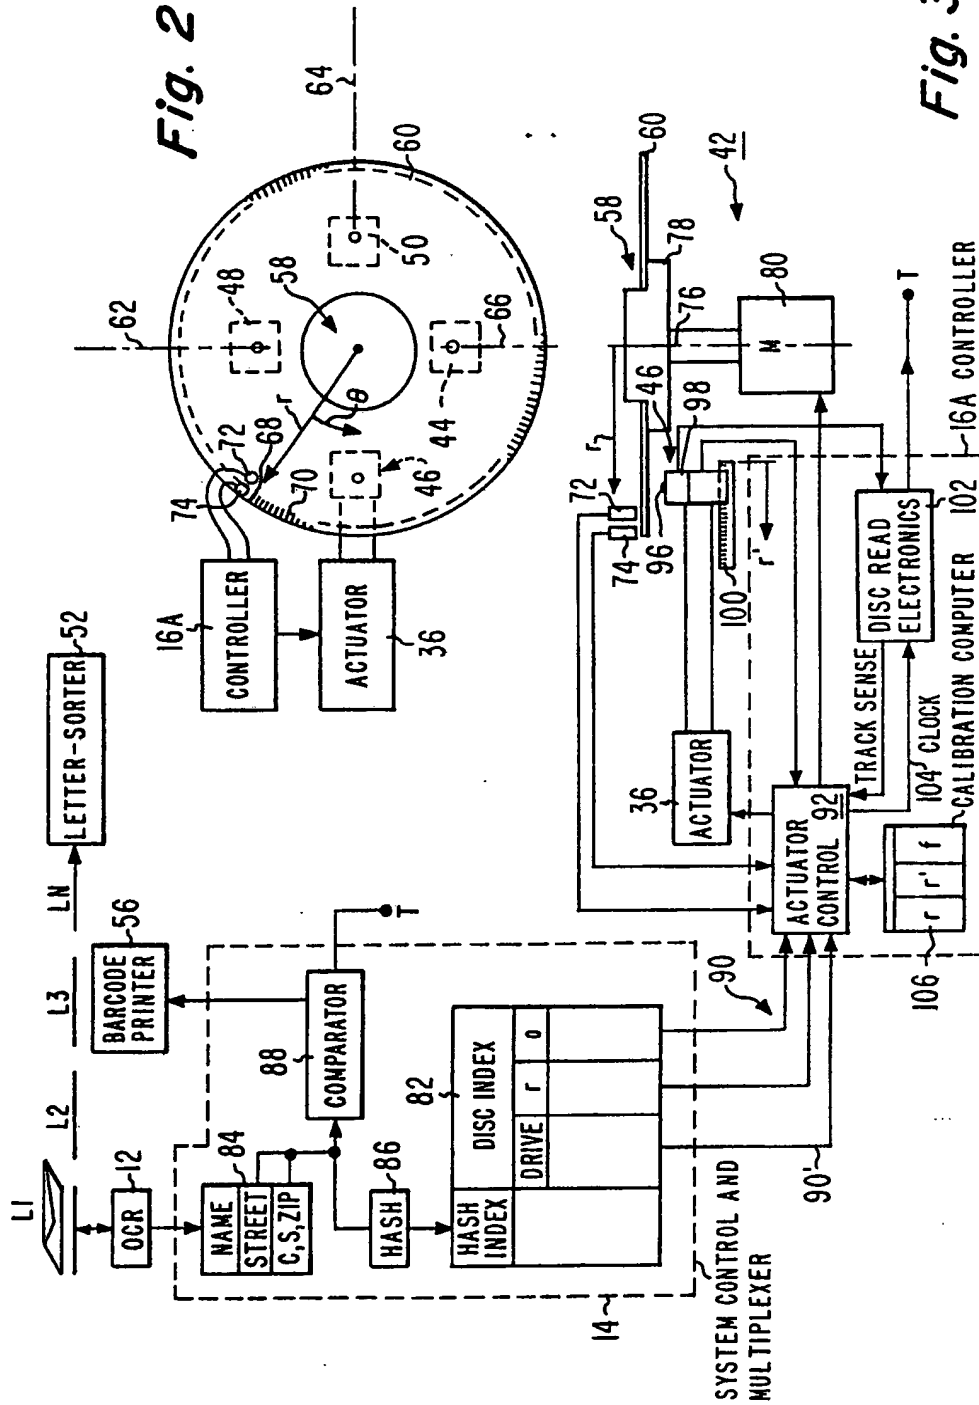 Fig. 2
62
64
48
58
60
50
66
44
46
θ
r
68
72
70
74
16A
CONTROLLER
ACTUATOR
36
Fig. 3
L1
L2
L3
LN
LETTER-SORTER
52
BARCODE
PRINTER
56
OCR
12
NAME
STREET
C,S,ZIP
84
COMPARATOR
88
T
HASH
86
HASH
INDEX
DISC INDEX
82
DRIVE
r
θ
14
SYSTEM CONTROL AND
MULTIPLEXER
90
90'
58
60
42
78
76
80
M
r
72
74
46
98
96
100
r'
36
ACTUATOR
ACTUATOR
CONTROL 92
TRACK SENSE
104 CLOCK
DISC READ
ELECTRONICS
102
T
16A CONTROLLER
CALIBRATION COMPUTER
r
r'
f
106